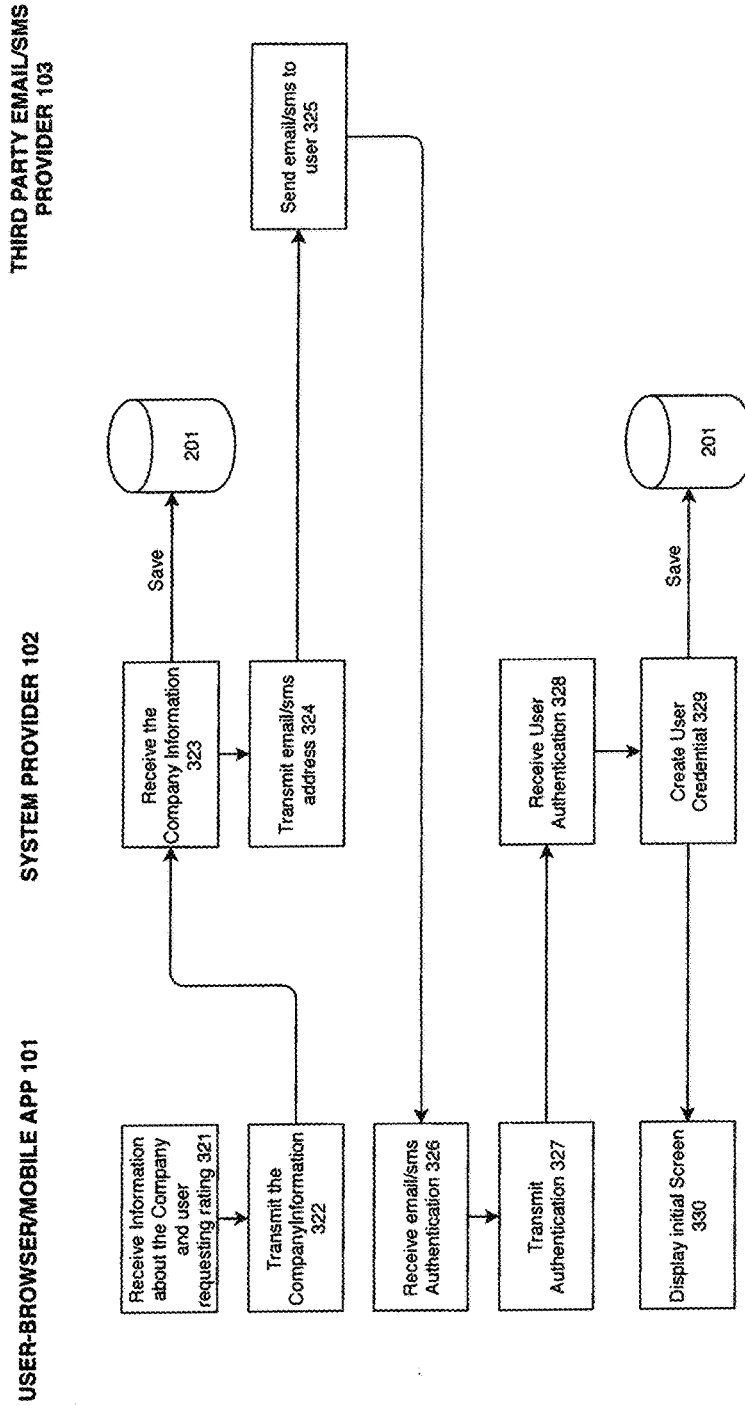 USER-BROWSER/MOBILE APP 101
SYSTEM PROVIDER 102
THIRD PARTY EMAIL/SMS
PROVIDER 103
Receive Information
about the Company
and user
requesting rating 321
Transmit the
CompanyInformation
322
Receive the
Company Information
323
Save
201
Transmit email/sms
address 324
Send email/sms to
user 325
Receive email/sms
Authentication 326
Transmit
Authentication 327
Receive User
Authentication 328
Create User
Credential 329
Save
201
Display initial Screen
330